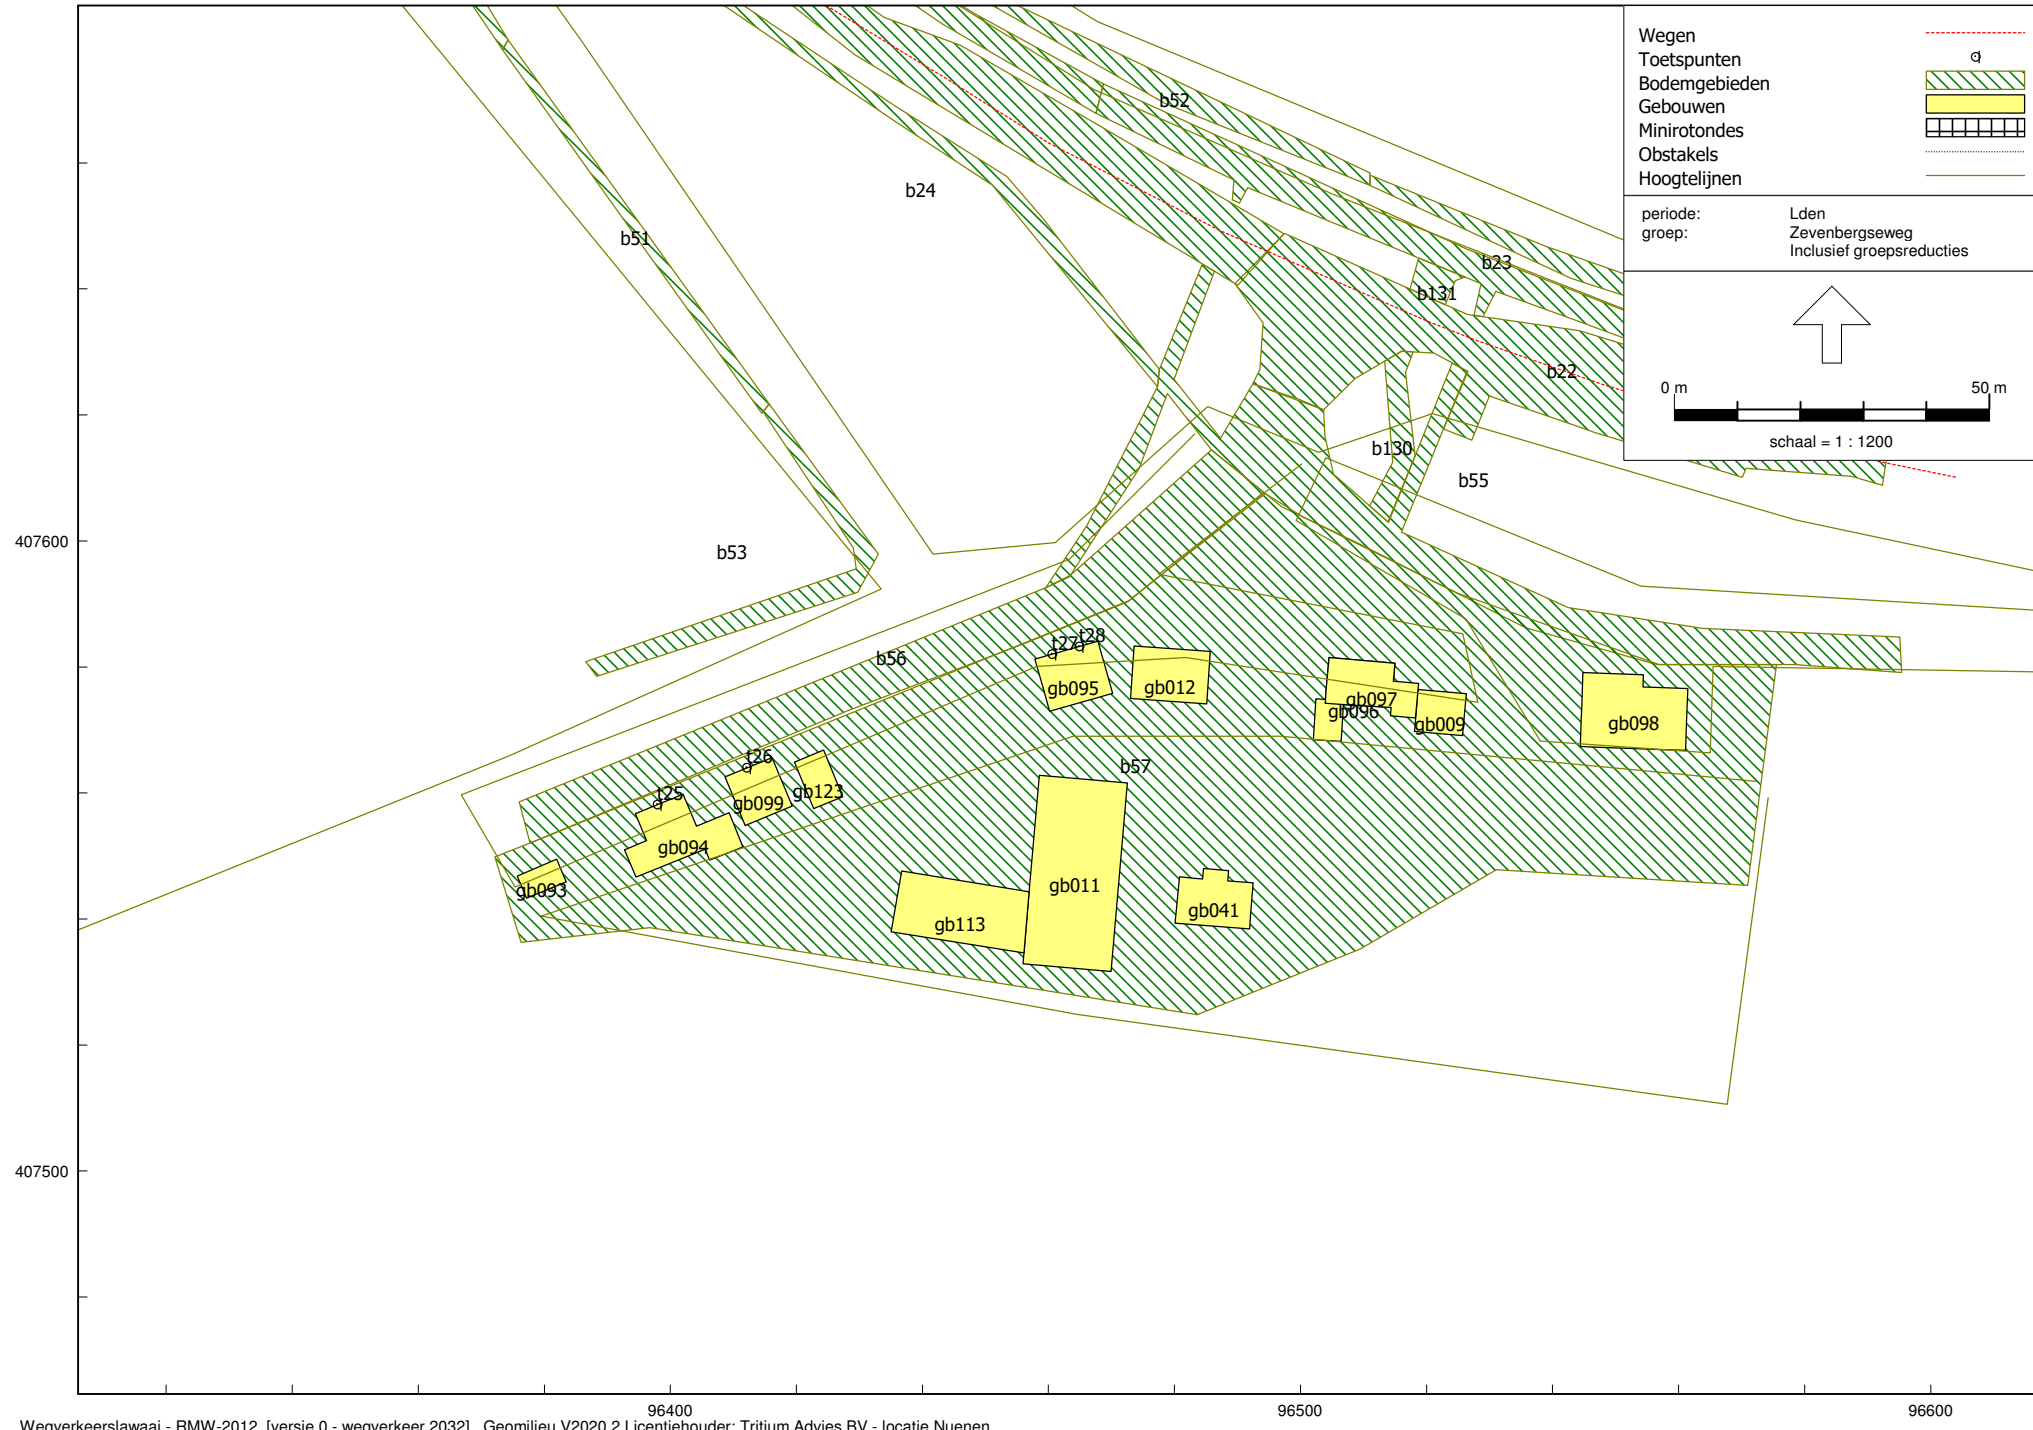 Wegen
Toetspunten
Bodemgebieden
Gebouwen
Minirotondes
Obstakels
Hoogtelijnen
periode: Lden
groep: Zevenbergseweg
Inclusief groepsreducties
0 m 50 m
schaal = 1 : 1200
b52
b24
b51
b23
b131
b22
b130
b55
407600
b53
t28
t27
b56
gb095
gb012
gb097
gb096
gb009
gb098
t26
b57
t25
gb123
gb099
gb094
gb093
gb011
gb041
gb113
407500
96400 96500 96600
Wegverkeerslawaai - RMW-2012, [versie 0 - wegverkeer 2032] , Geomilieu V2020.2 Licentiehouder: Tritium Advies BV - locatie Nuenen